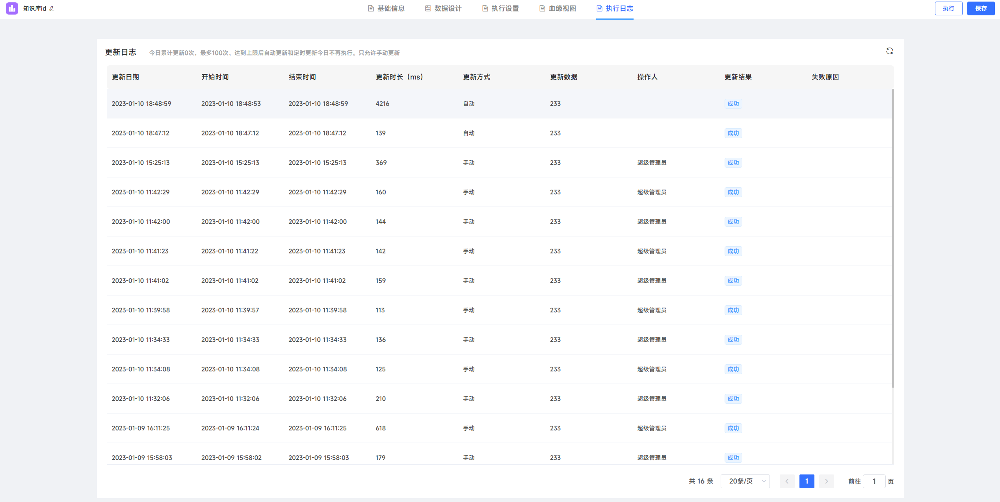 知识库id
基础信息 数据设计 执行设置 血缘视图 执行日志
执行 保存
更新日志 今日累计更新0次，最多100次，达到上限后自动更新和定时更新今日不再执行。只允许手动更新
更新日期 开始时间 结束时间 更新时长（ms） 更新方式 更新数据 操作人 更新结果 失败原因
2023-01-10 18:48:59 2023-01-10 18:48:53 2023-01-10 18:48:59 4216 自动 233 成功
2023-01-10 18:47:12 2023-01-10 18:47:12 2023-01-10 18:47:12 139 自动 233 成功
2023-01-10 15:25:13 2023-01-10 15:25:13 2023-01-10 15:25:13 369 手动 233 超级管理员 成功
2023-01-10 11:42:29 2023-01-10 11:42:29 2023-01-10 11:42:29 160 手动 233 超级管理员 成功
2023-01-10 11:42:00 2023-01-10 11:42:00 2023-01-10 11:42:00 144 手动 233 超级管理员 成功
2023-01-10 11:41:23 2023-01-10 11:41:22 2023-01-10 11:41:23 142 手动 233 超级管理员 成功
2023-01-10 11:41:02 2023-01-10 11:41:02 2023-01-10 11:41:02 159 手动 233 超级管理员 成功
2023-01-10 11:39:58 2023-01-10 11:39:57 2023-01-10 11:39:58 113 手动 233 超级管理员 成功
2023-01-10 11:34:33 2023-01-10 11:34:33 2023-01-10 11:34:33 136 手动 233 超级管理员 成功
2023-01-10 11:34:08 2023-01-10 11:34:08 2023-01-10 11:34:08 125 手动 233 超级管理员 成功
2023-01-10 11:32:06 2023-01-10 11:32:06 2023-01-10 11:32:06 210 手动 233 超级管理员 成功
2023-01-09 16:11:25 2023-01-09 16:11:24 2023-01-09 16:11:25 618 手动 233 超级管理员 成功
2023-01-09 15:58:03 2023-01-09 15:58:02 2023-01-09 15:58:03 179 手动 233 超级管理员 成功
共 16 条 20条/页 1 前往 1 页